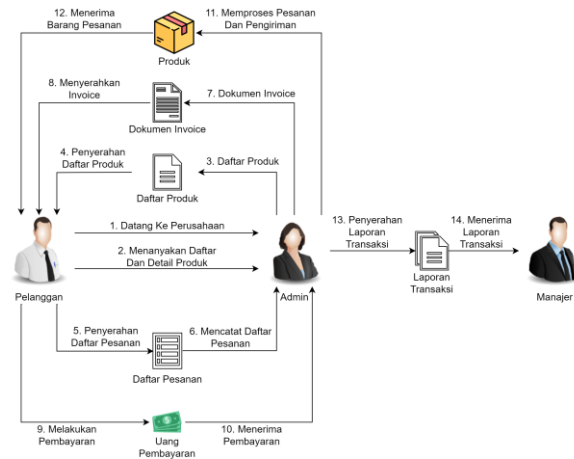 12. Menerima
Barang Pesanan
11. Memproses Pesanan
Dan Pengiriman
Produk
8. Menyerahkan
Invoice
7. Dokumen Invoice
Dokumen Invoice
4. Penyerahan
Daftar Produk
3. Daftar Produk
Daftar Produk
1. Datang Ke Perusahaan
2. Menanyakan Daftar
Dan Detail Produk
13. Penyerahan
Laporan
Transaksi
14. Menerima
Laporan
Transaksi
Pelanggan
Admin
Laporan
Transaksi
Manajer
5. Penyerahan
Daftar Pesanan
6. Mencatat Daftar
Pesanan
Daftar Pesanan
9. Melakukan
Pembayaran
Uang
Pembayaran
10. Menerima
Pembayaran